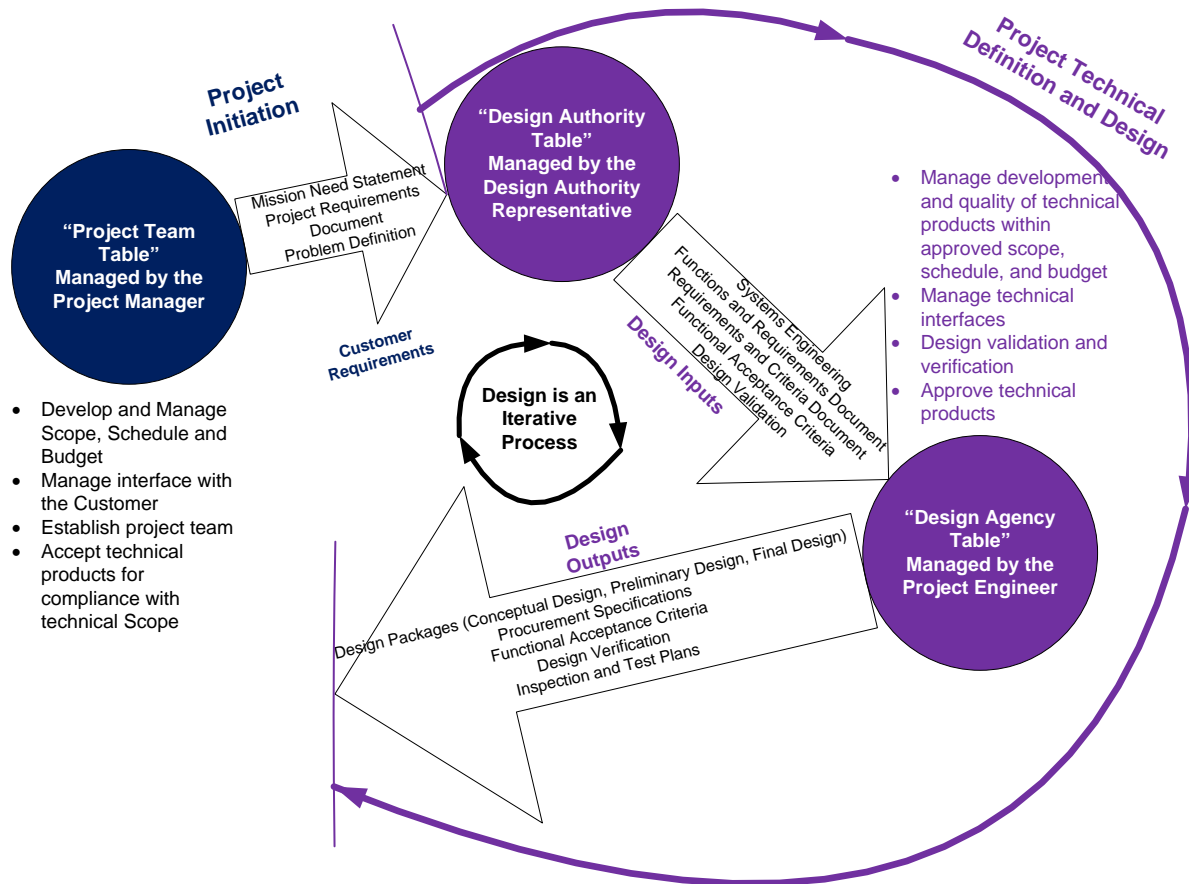 Project
Initiation
Project Technical
Definition and Design
“Project Team
Table”
Managed by the
Project Manager
Mission Need Statement
Project Requirements
Document
Problem Definition
Customer
Requirements
“Design Authority
Table”
Managed by the
Design Authority
Representative
Systems Engineering
Functions and Requirements Document
Requirements and Criteria Document
Functional Acceptance Criteria
Design Validation
Design Inputs
• Manage development
and quality of technical
products within
approved scope,
schedule, and budget
• Manage technical
interfaces
• Design validation and
verification
• Approve technical
products
Design is an
Iterative
Process
• Develop and Manage
Scope, Schedule and
Budget
• Manage interface with
the Customer
• Establish project team
• Accept technical
products for
compliance with
technical Scope
“Design Agency
Table”
Managed by the
Project Engineer
Design
Outputs
Design Packages (Conceptual Design, Preliminary Design, Final Design)
Procurement Specifications
Functional Acceptance Criteria
Design Verification
Inspection and Test Plans